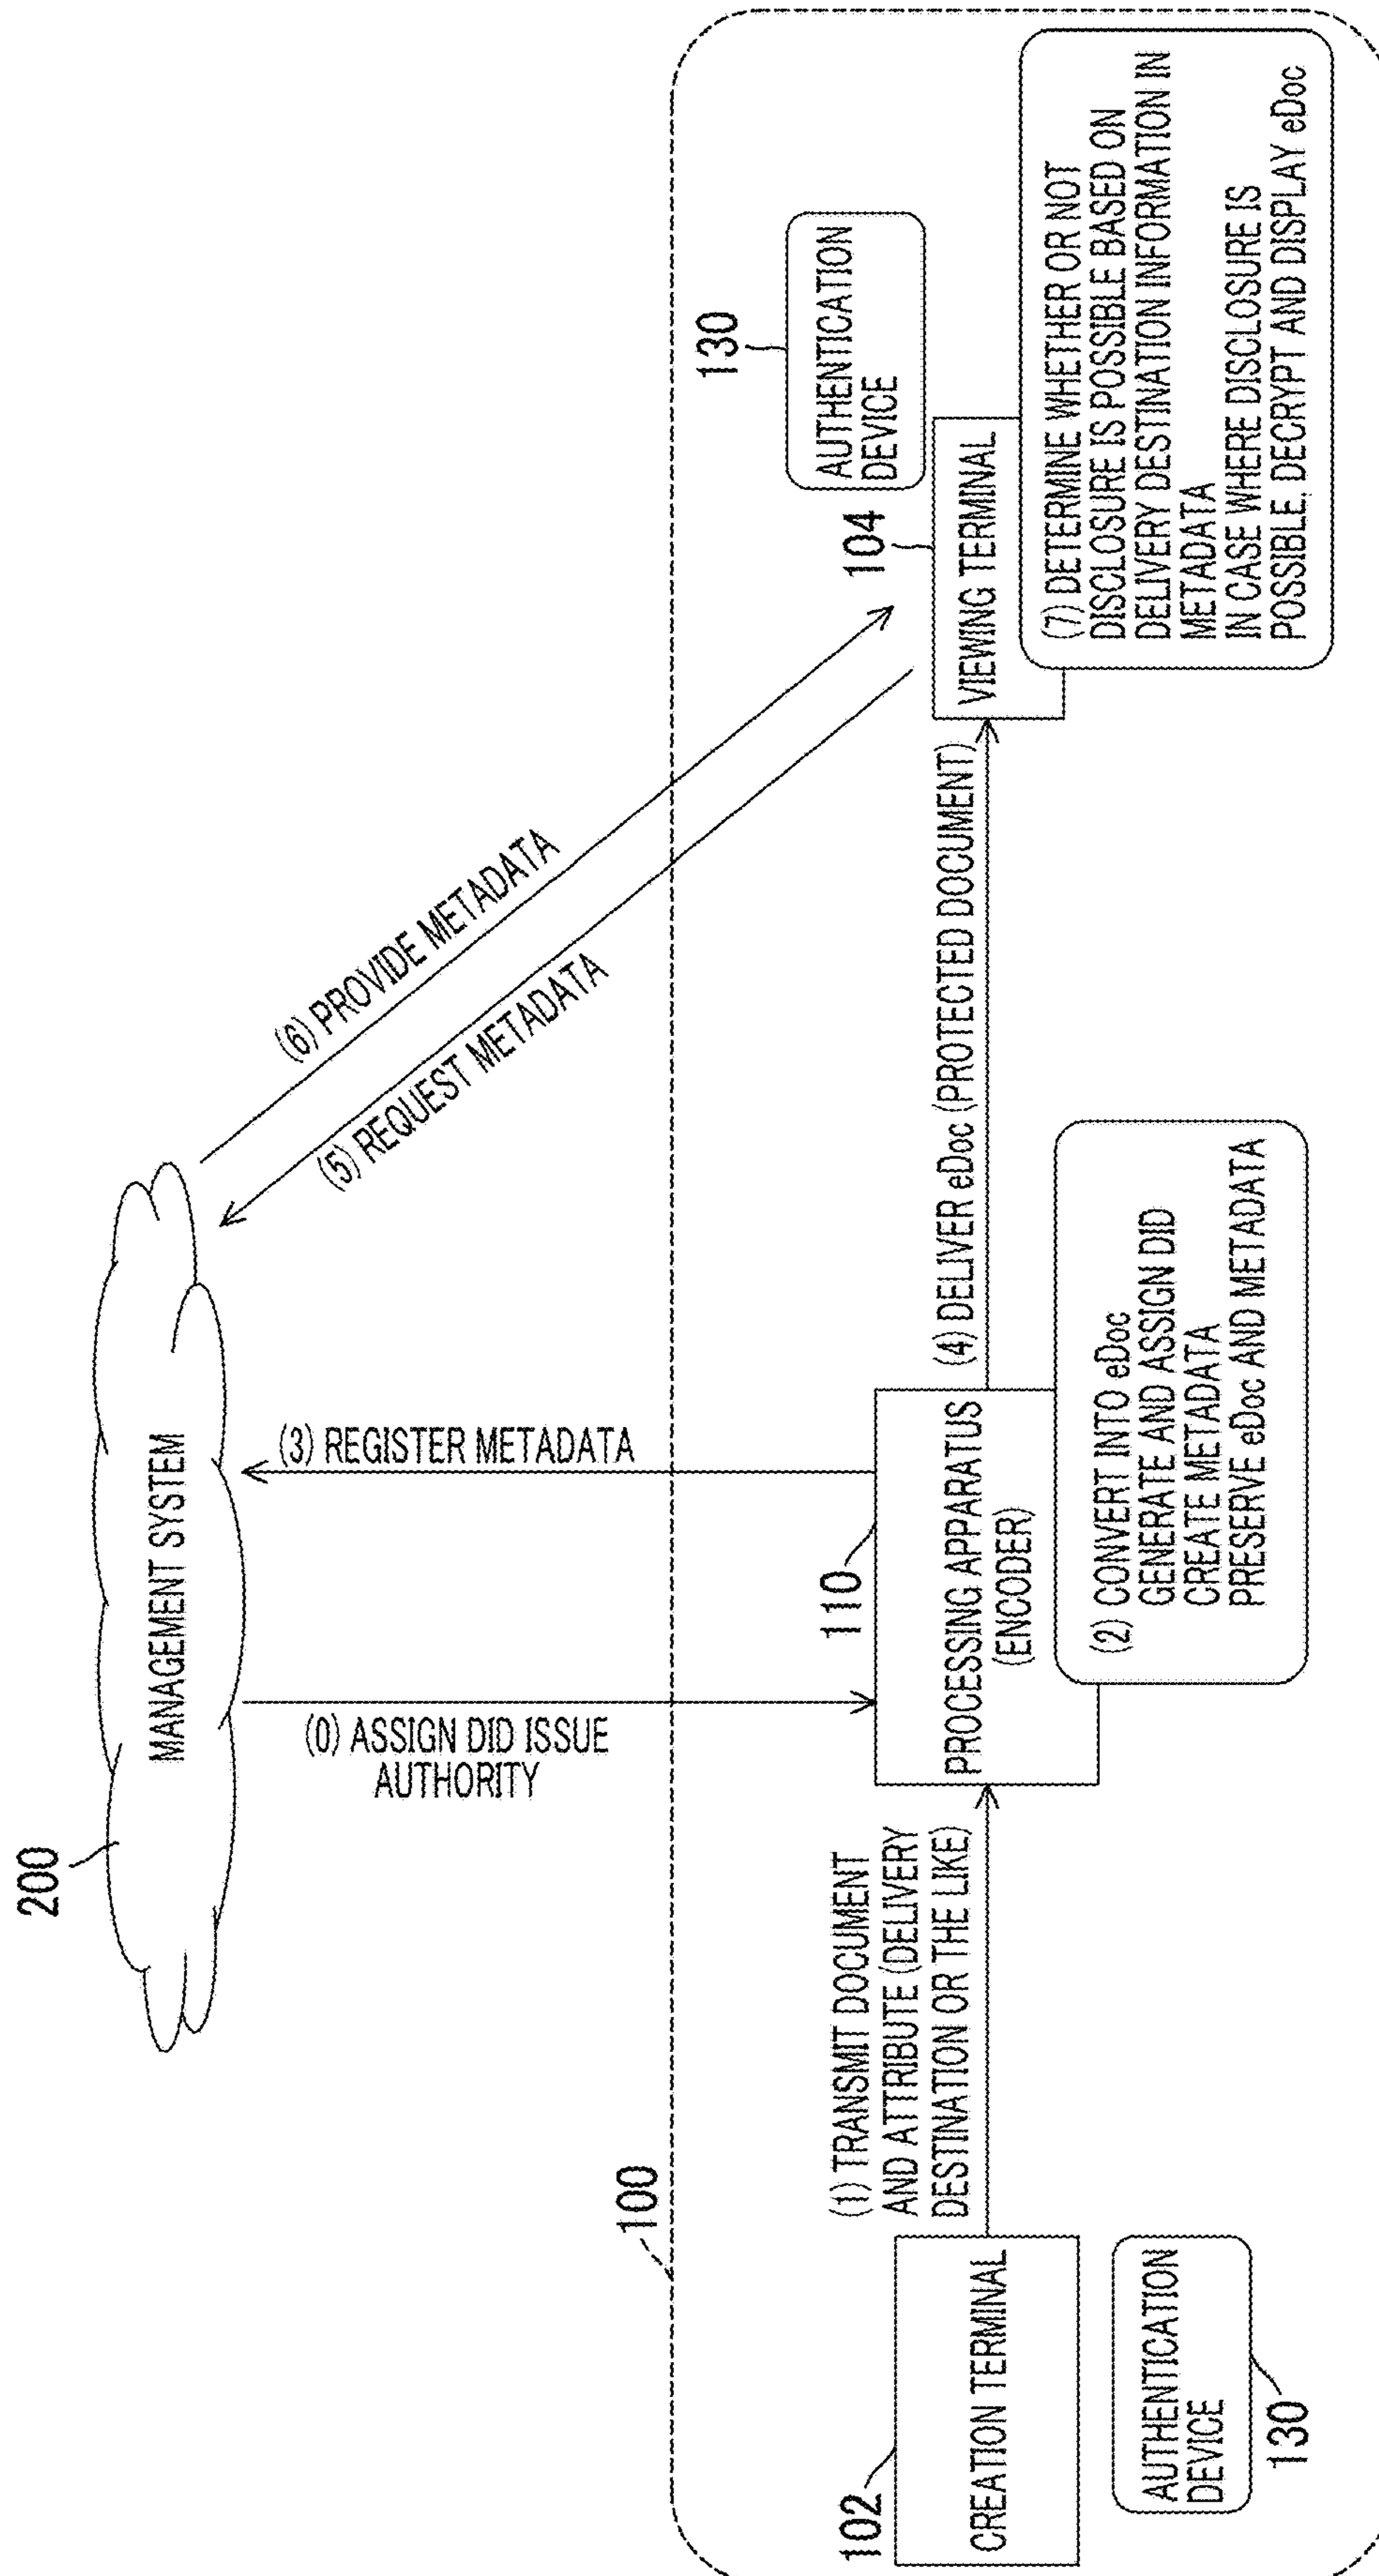 200
MANAGEMENT SYSTEM
(0) ASSIGN DID ISSUE
AUTHORITY
(3) REGISTER METADATA
(5) REQUEST METADATA
(6) PROVIDE METADATA
100
102
CREATION TERMINAL
AUTHENTICATION
DEVICE
130
(1) TRANSMIT DOCUMENT
AND ATTRIBUTE (DELIVERY
DESTINATION OR THE LIKE)
110
PROCESSING APPARATUS
(ENCODER)
(2) CONVERT INTO eDoc
GENERATE AND ASSIGN DID
CREATE METADATA
PRESERVE eDoc AND METADATA
(4) DELIVER eDoc (PROTECTED DOCUMENT)
130
AUTHENTICATION
DEVICE
104
VIEWING TERMINAL
(7) DETERMINE WHETHER OR NOT
DISCLOSURE IS POSSIBLE BASED ON
DELIVERY DESTINATION INFORMATION IN
METADATA
IN CASE WHERE DISCLOSURE IS
POSSIBLE, DECRYPT AND DISPLAY eDoc